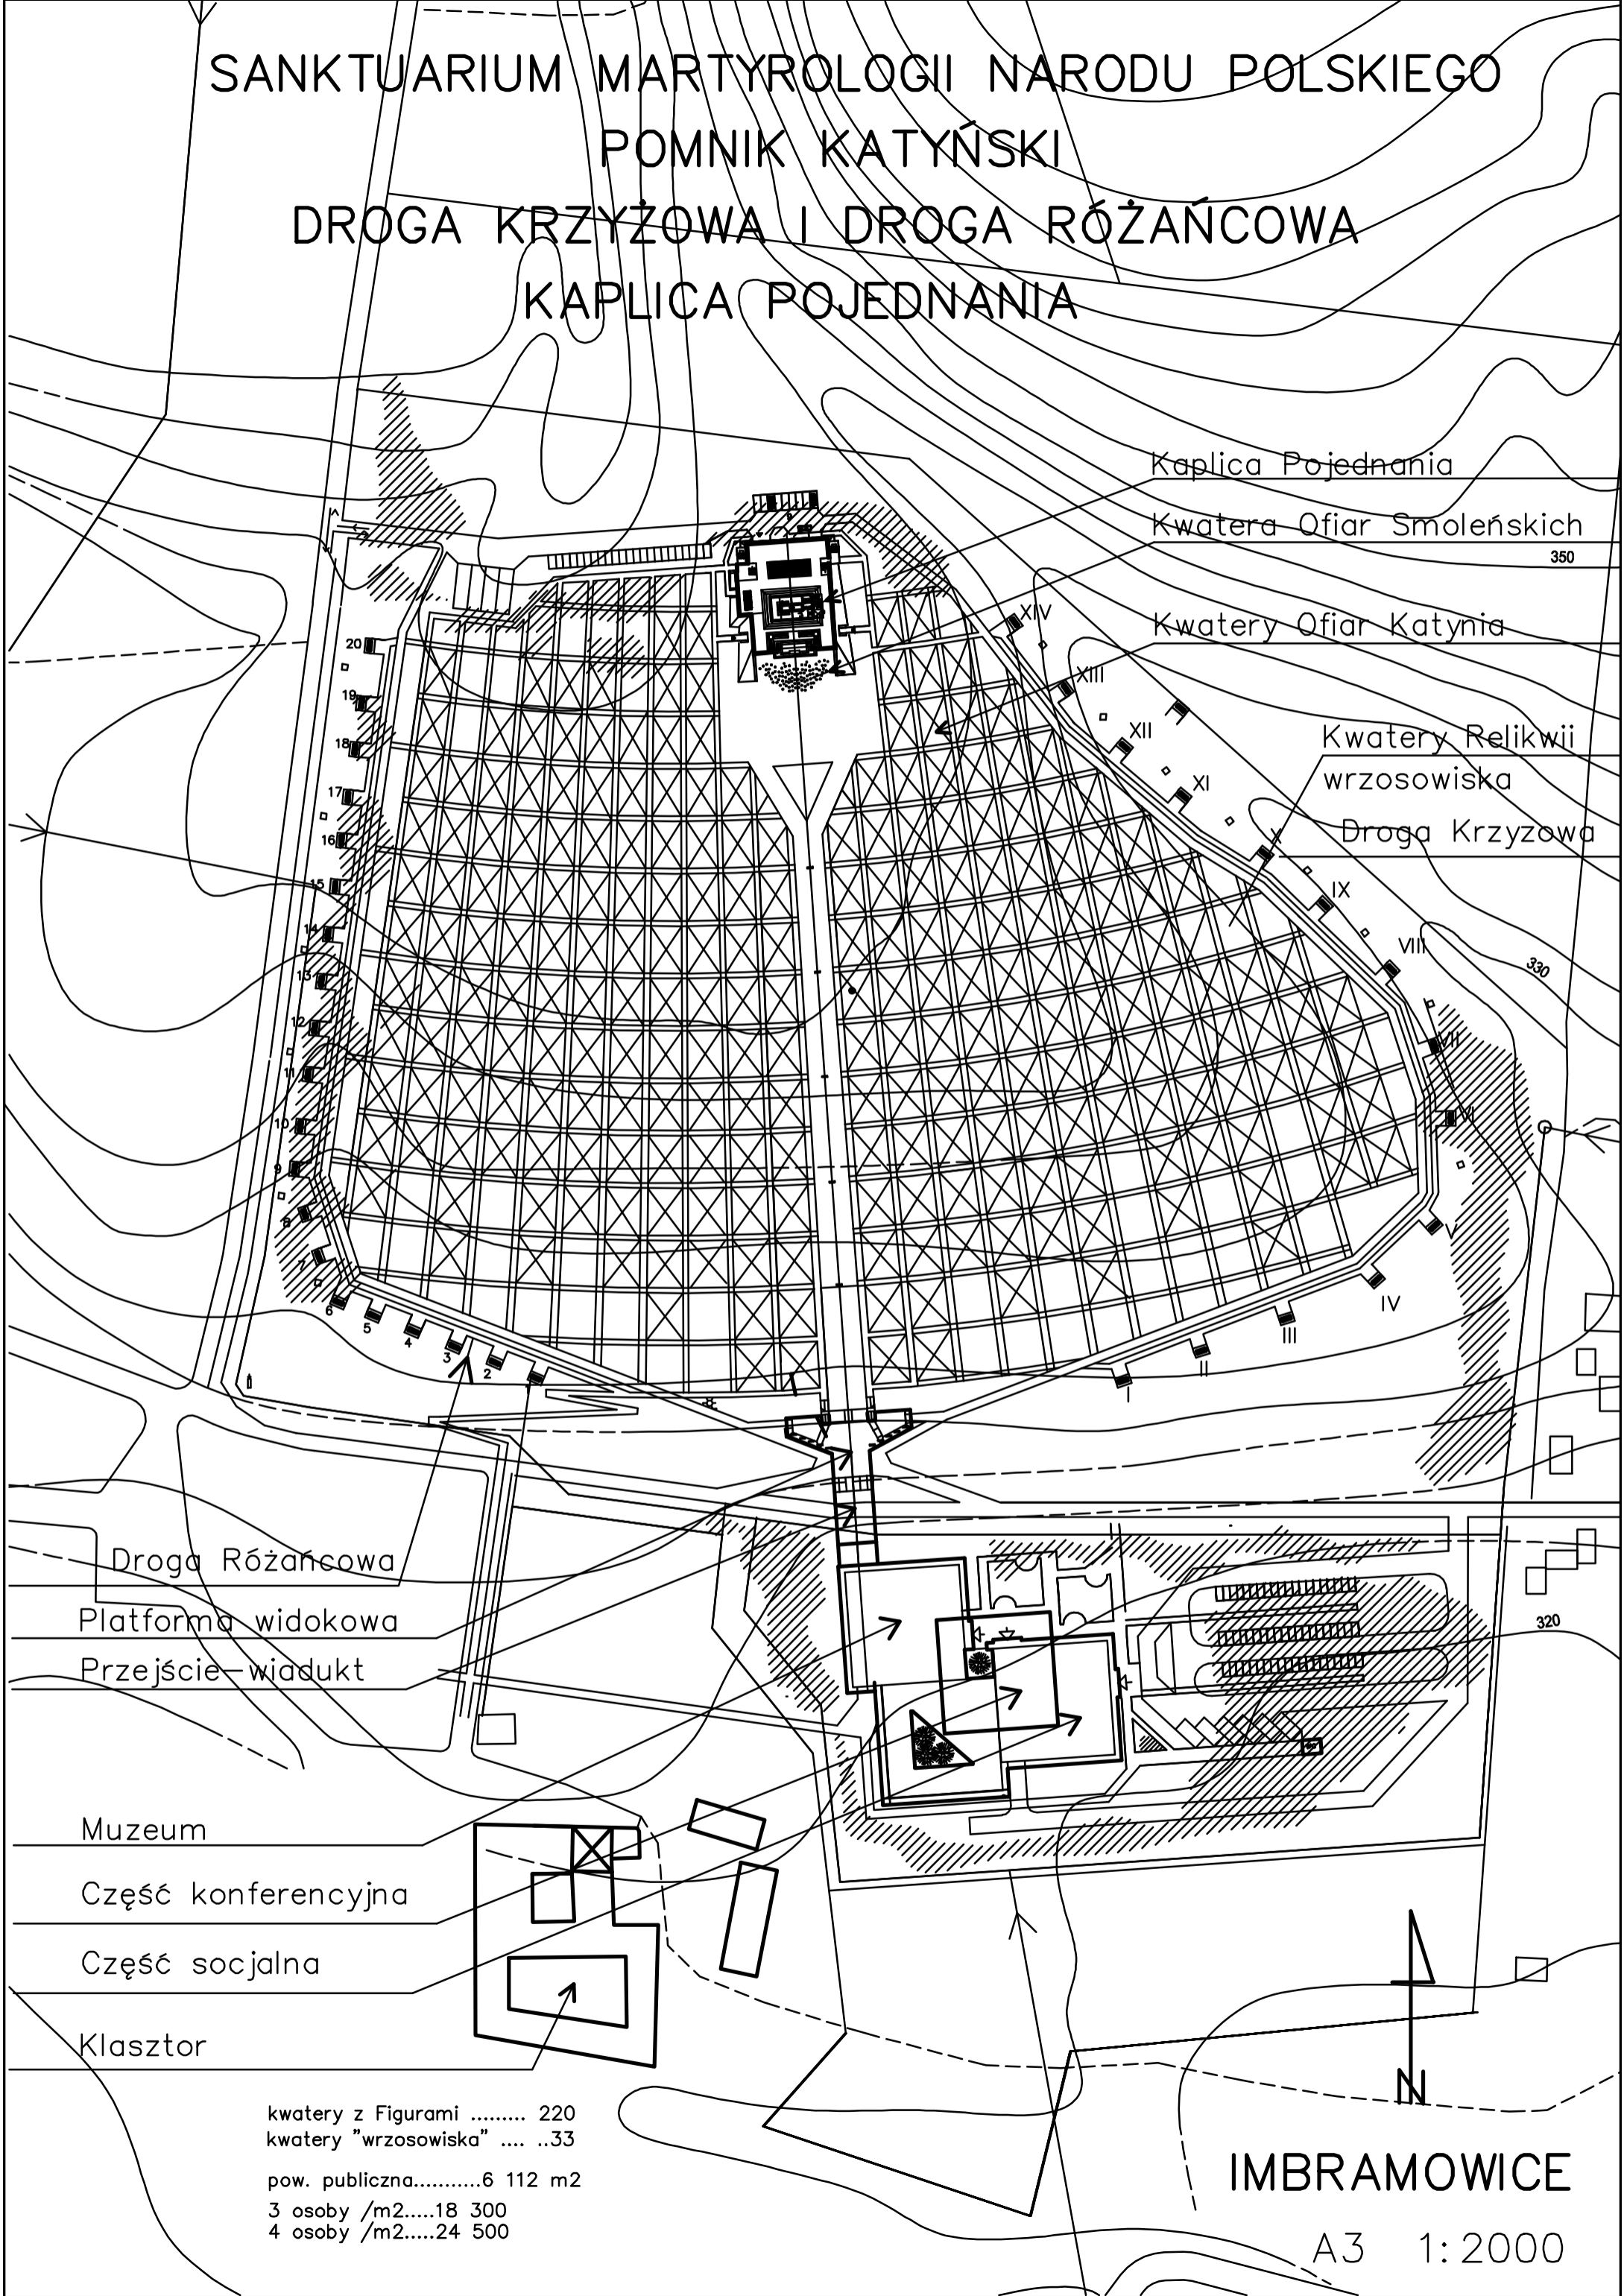 SANKTUARIUM MARTYROLOGII NARODU POLSKIEGO
POMNIK KATYŃSKI
DROGA KRZYŻOWA I DROGA RÓŻAŃCOWA
KAPLICA POJEDNANIA
Kaplica Pojednania
Kwatera Ofiar Smoleńskich
350
Kwatery Ofiar Katynia
Kwatery Relikwii
wrzosowiska
Droga Krzyzowa
XIV
XIII
XII
XI
X
IX
VIII
VII
VI
V
IV
III
II
I
330
20
19
18
17
16
15
14
13
12
11
10
9
8
7
6
5
4
3
2
1
Droga Różańcowa
Platforma widokowa
Przejście-wiadukt
320
Muzeum
Część konferencyjna
Część socjalna
Klasztor
N
kwatery z Figurami ......... 220
kwatery "wrzosowiska" .... ..33
pow. publiczna...........6 112 m2
3 osoby /m2.....18 300
4 osoby /m2.....24 500
IMBRAMOWICE
A3 1:2000